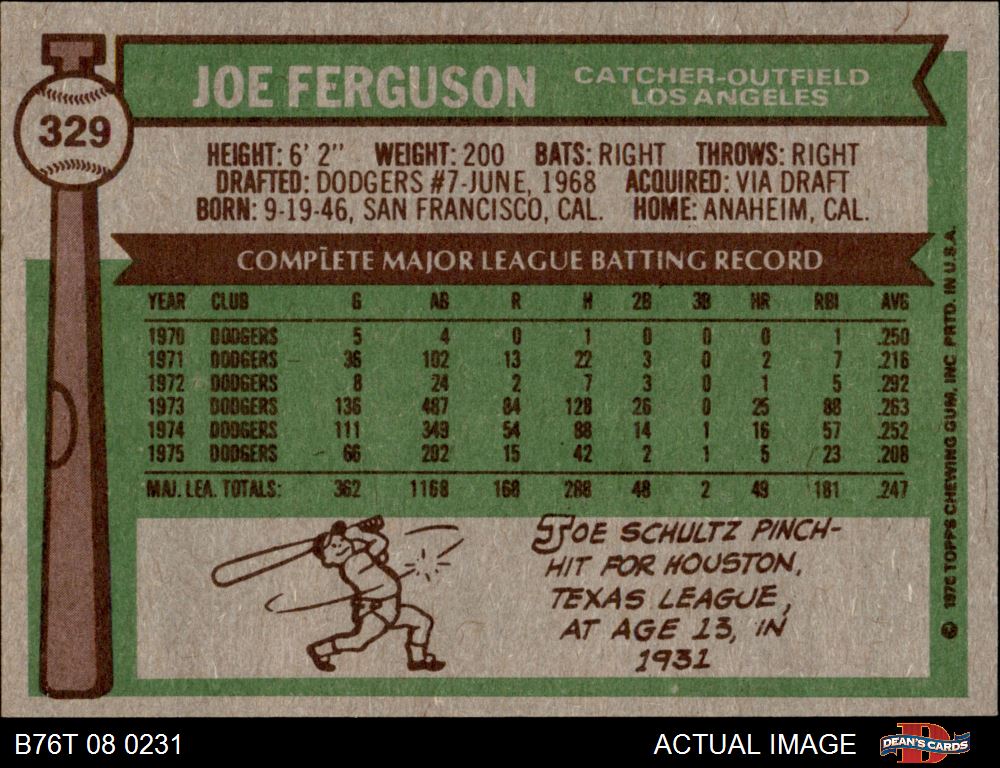 329
JOE FERGUSON
CATCHER-OUTFIELD
LOS ANGELES
HEIGHT: 6' 2" WEIGHT: 200 BATS: RIGHT THROWS: RIGHT
DRAFTED: DODGERS #7-JUNE, 1968 ACQUIRED: VIA DRAFT
BORN: 9-19-46, SAN FRANCISCO, CAL. HOME: ANAHEIM, CAL.
COMPLETE MAJOR LEAGUE BATTING RECORD
YEAR CLUB G AB R H 2B 3B HR RBI AVG
1970 DODGERS 5 4 0 1 0 0 0 1 .250
1971 DODGERS 36 102 13 22 3 0 2 7 .216
1972 DODGERS 8 24 2 7 3 0 1 5 .292
1973 DODGERS 136 487 84 128 26 0 25 88 .263
1974 DODGERS 111 349 54 88 14 1 16 57 .252
1975 DODGERS 66 202 15 42 2 1 5 23 .208
MAJ. LEA. TOTALS: 362 1168 168 288 48 2 49 181 .247
JOE SCHULTZ PINCH-
HIT FOR HOUSTON,
TEXAS LEAGUE,
AT AGE 13, IN
1931
© 1976 TOPPS CHEWING GUM, INC PRTD. IN U.S.A.
B76T 08 0231
ACTUAL IMAGE
D
DEAN'S CARDS